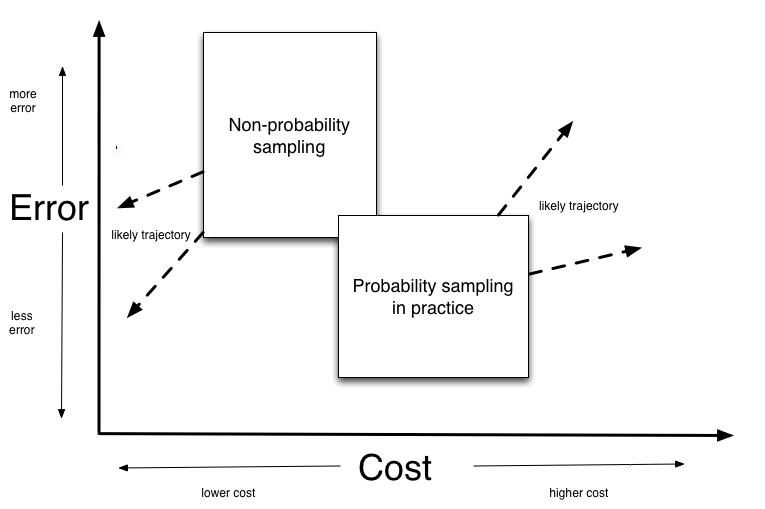 more
error
Non-probability
sampling
Error
likely trajectory
likely trajectory
Probability sampling
in practice
less
error
Cost
lower cost
higher cost